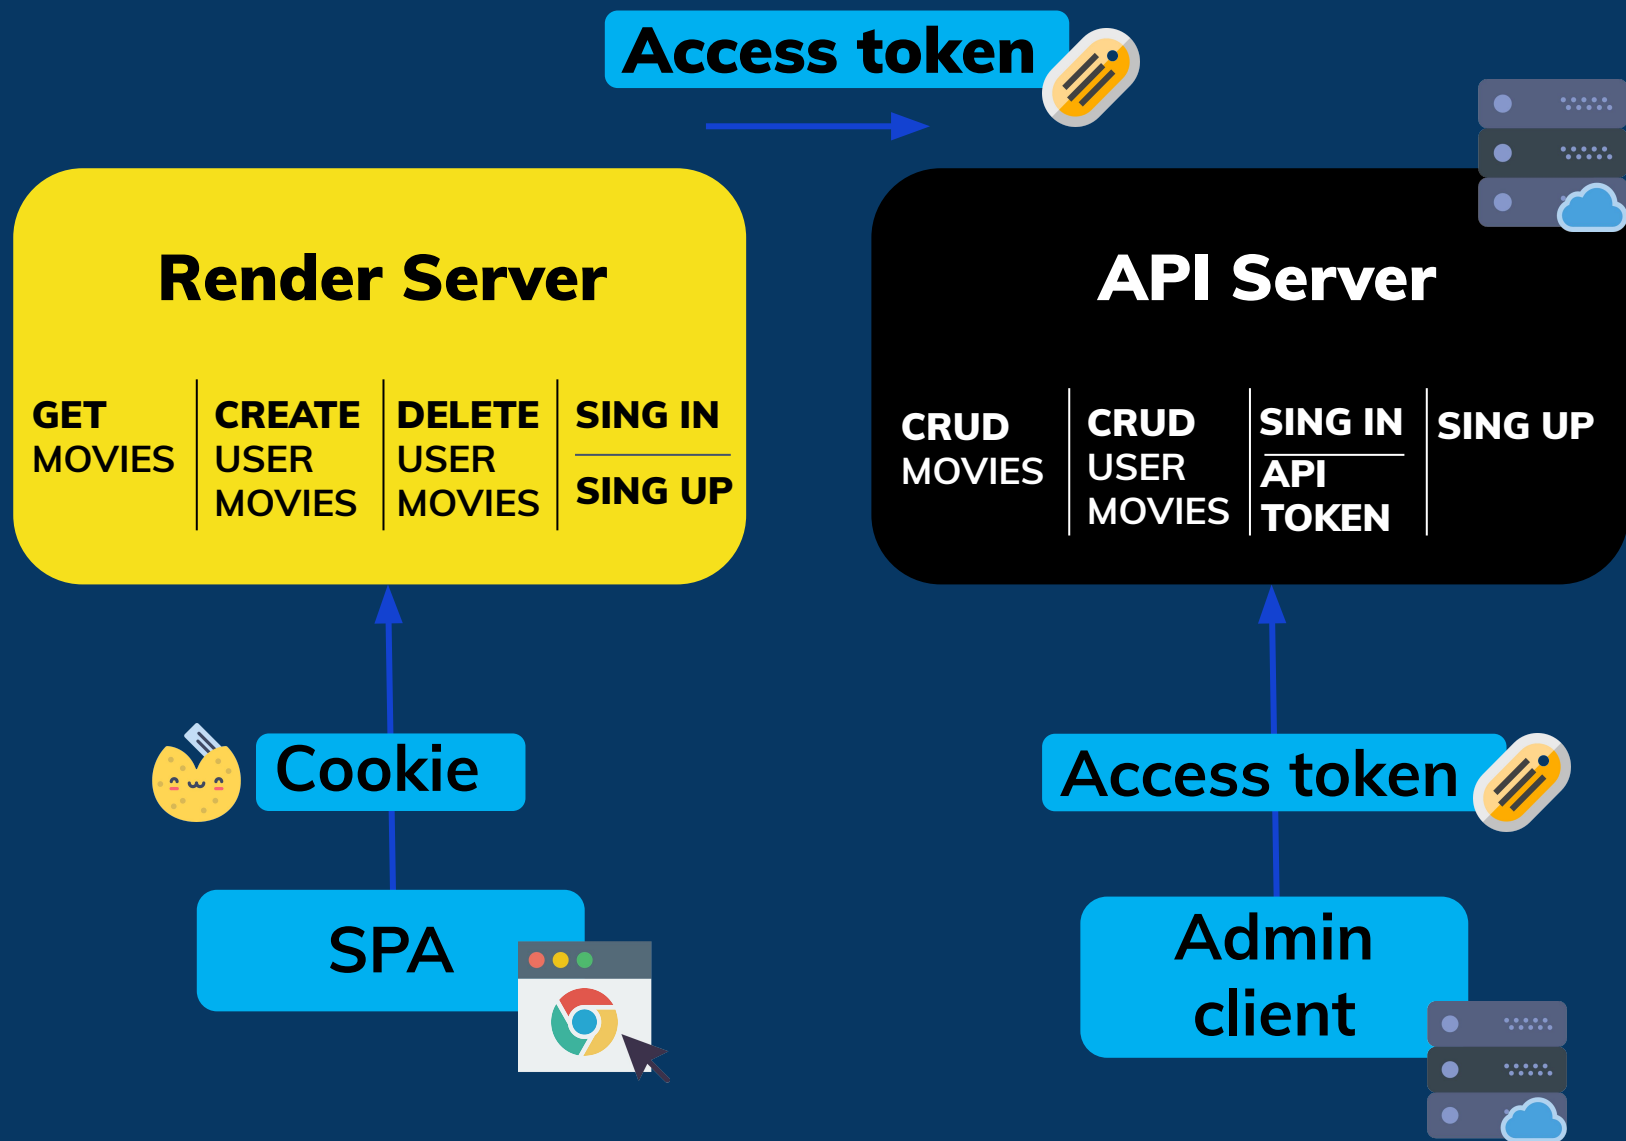 Access token
Render Server
GET
MOVIES
CREATE
USER
MOVIES
DELETE
USER
MOVIES
SING IN
SING UP
API Server
CRUD
MOVIES
CRUD
USER
MOVIES
SING IN
API
TOKEN
SING UP
Cookie
Access token
SPA
Admin
client